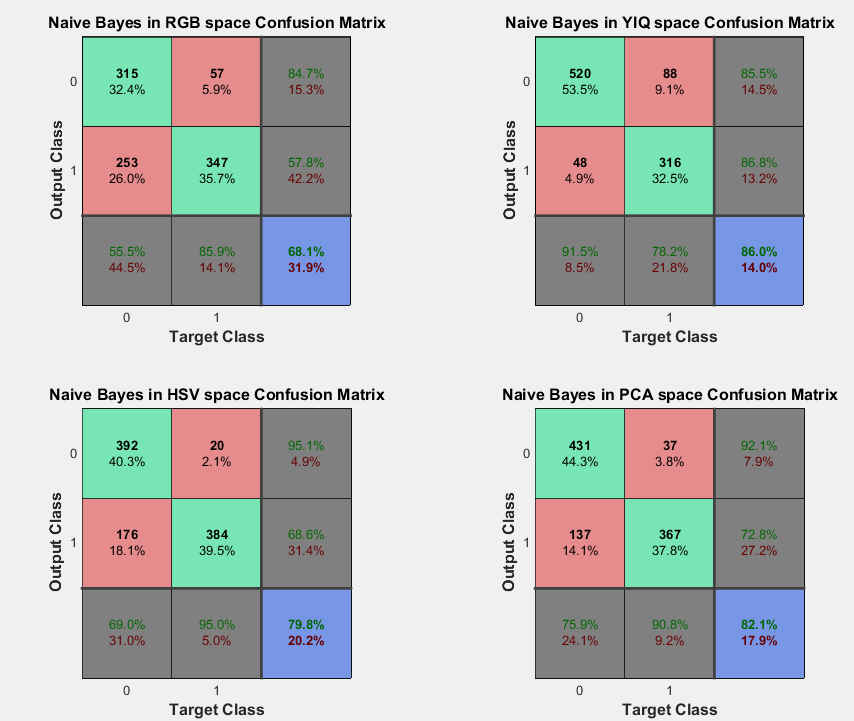 Naive Bayes in RGB space Confusion Matrix
0 315 57 84.7%
32.4% 5.9% 15.3%
1 253 347 57.8%
26.0% 35.7% 42.2%
55.5% 85.9% 68.1%
44.5% 14.1% 31.9%
0 1
Target Class
Output Class
Naive Bayes in YIQ space Confusion Matrix
0 520 88 85.5%
53.5% 9.1% 14.5%
1 48 316 86.8%
4.9% 32.5% 13.2%
91.5% 78.2% 86.0%
8.5% 21.8% 14.0%
0 1
Target Class
Output Class
Naive Bayes in HSV space Confusion Matrix
0 392 20 95.1%
40.3% 2.1% 4.9%
1 176 384 68.6%
18.1% 39.5% 31.4%
69.0% 95.0% 79.8%
31.0% 5.0% 20.2%
0 1
Target Class
Output Class
Naive Bayes in PCA space Confusion Matrix
0 431 37 92.1%
44.3% 3.8% 7.9%
1 137 367 72.8%
14.1% 37.8% 27.2%
75.9% 90.8% 82.1%
24.1% 9.2% 17.9%
0 1
Target Class
Output Class